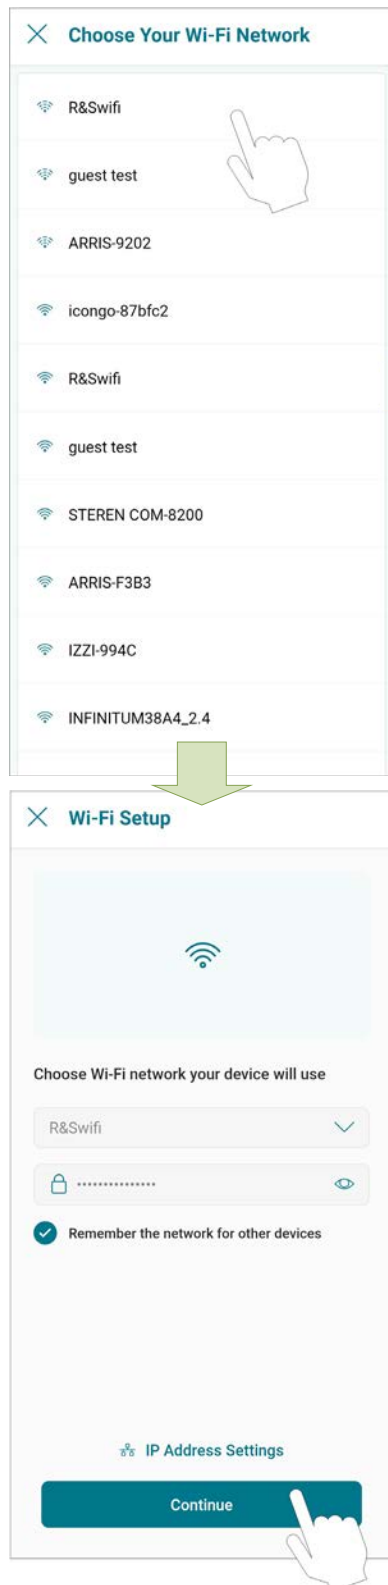 Choose Your Wi-Fi Network
R&Swifi
guest test
ARRIS-9202
icongo-87bfc2
R&Swifi
guest test
STEREN COM-8200
ARRIS-F3B3
IZZI-994C
INFINITUM38A4_2.4
Wi-Fi Setup
Choose Wi-Fi network your device will use
R&Swifi
•••••••••••••••
Remember the network for other devices
IP Address Settings
Continue